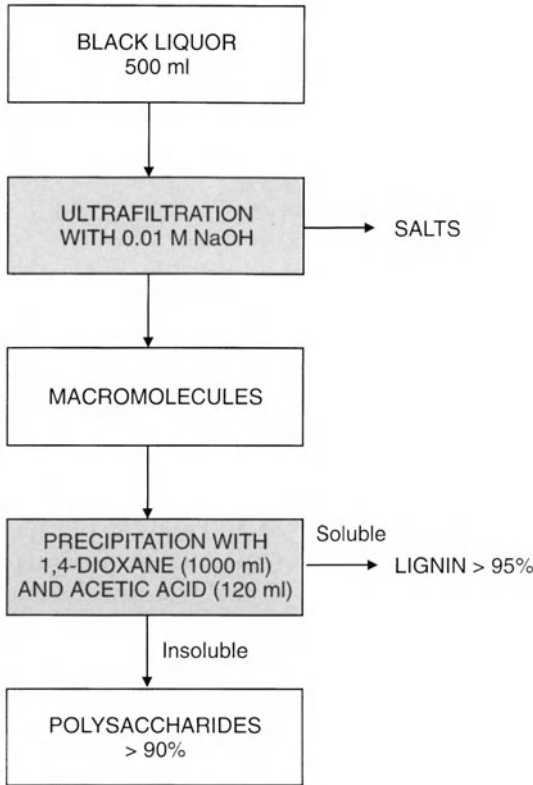 BLACK LIQUOR
500 ml
ULTRAFILTRATION
WITH 0.01 M NaOH
SALTS
MACROMOLECULES
PRECIPITATION WITH
1,4-DIOXANE (1000 ml)
AND ACETIC ACID (120 ml)
Soluble
LIGNIN > 95%
Insoluble
POLYSACCHARIDES
> 90%